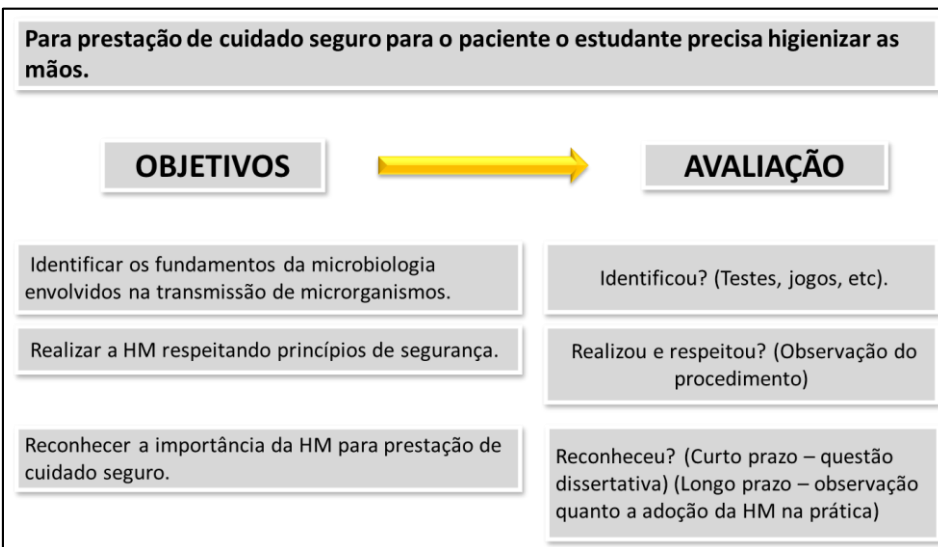 Para prestação de cuidado seguro para o paciente o estudante precisa higienizar as
mãos.
OBJETIVOS
AVALIAÇÃO
Identificar os fundamentos da microbiologia
envolvidos na transmissão de microrganismos.
Identificou? (Testes, jogos, etc).
Realizar a HM respeitando princípios de segurança.
Realizou e respeitou? (Observação do
procedimento)
Reconhecer a importância da HM para prestação de
cuidado seguro.
Reconheceu? (Curto prazo – questão
dissertativa) (Longo prazo – observação
quanto a adoção da HM na prática)